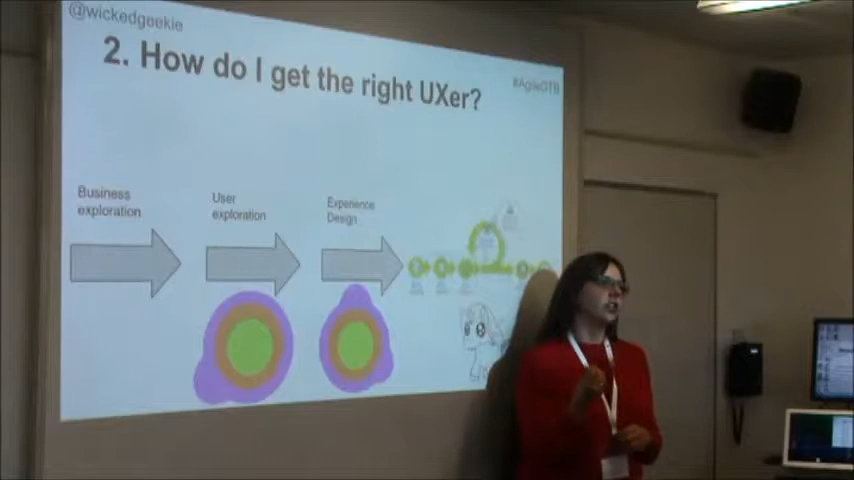 @wickedgeekie
2. How do I get the right UXer?
#AgileOTB
Business
exploration
User
exploration
Experience
Design